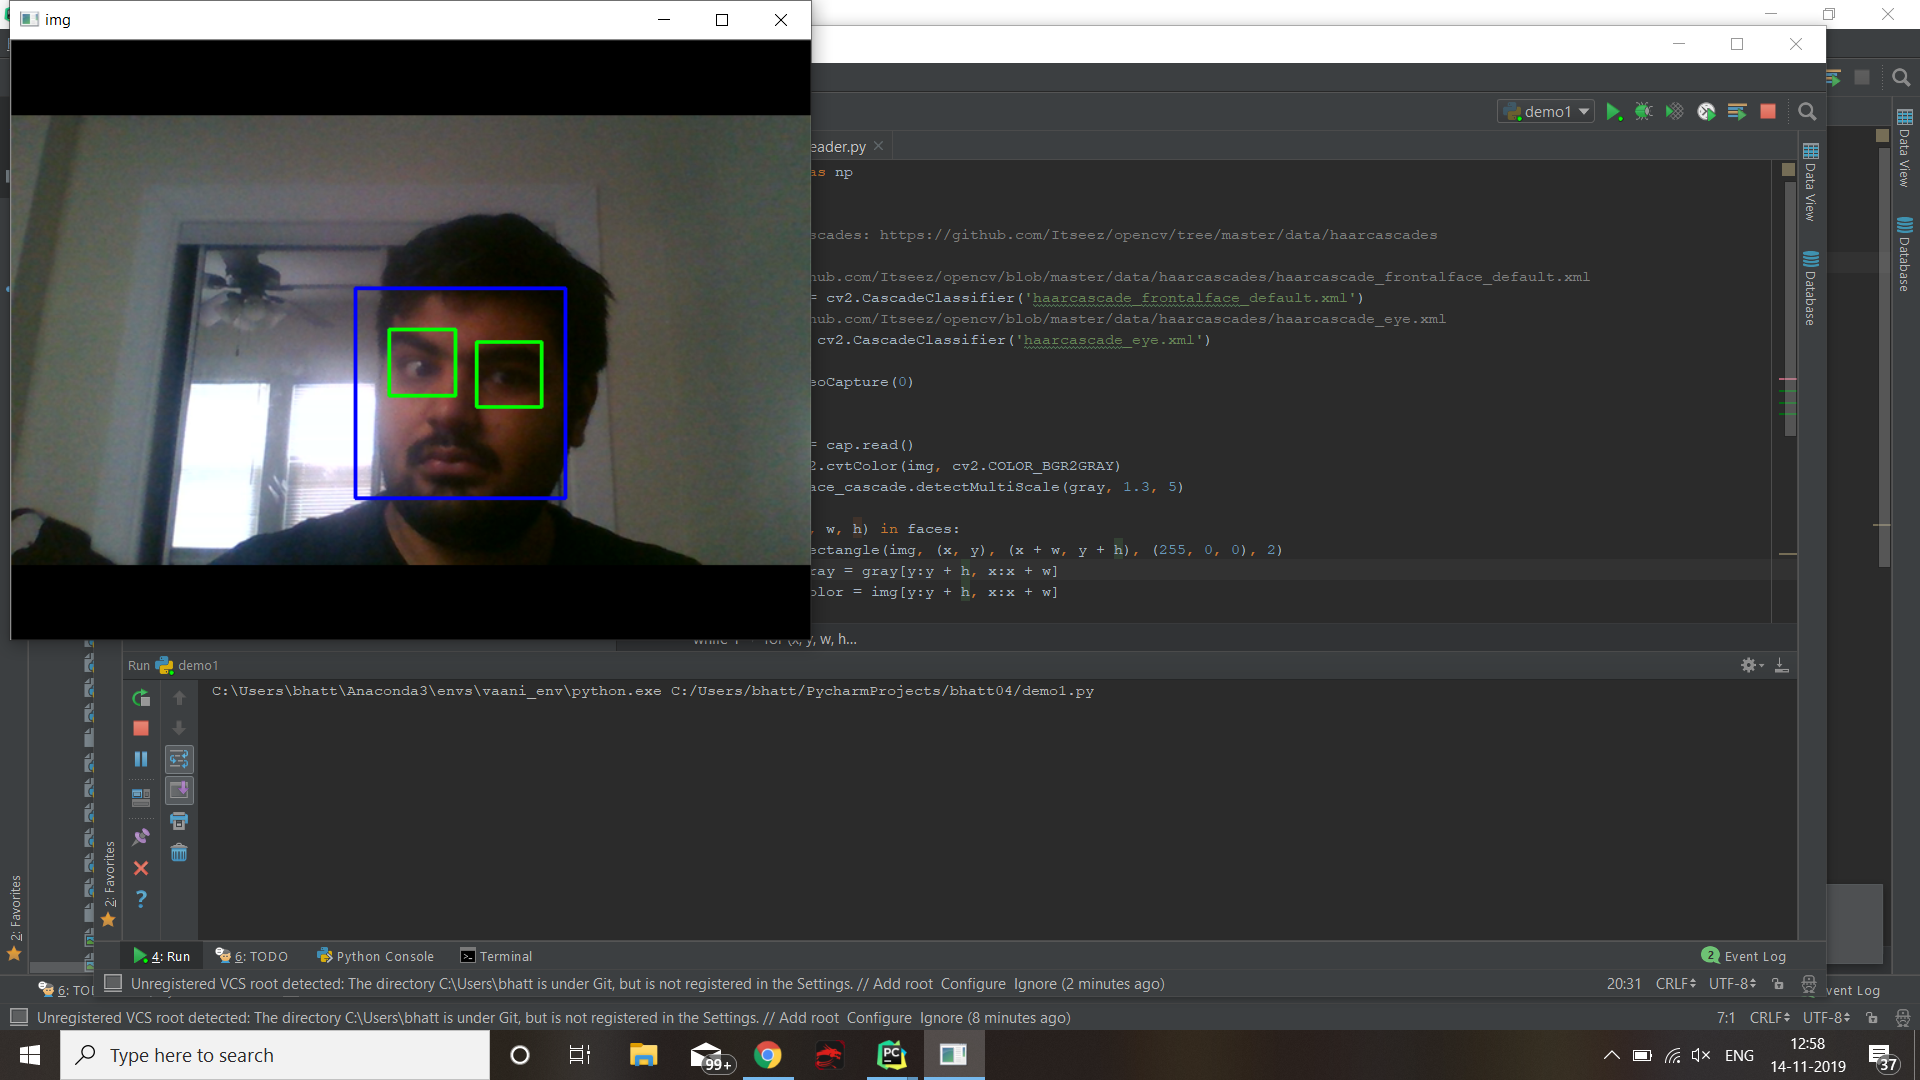 img
demo1
eader.py
as np
scades: https://github.com/Itseez/opencv/tree/master/data/haarcascades
hub.com/Itseez/opencv/blob/master/data/haarcascades/haarcascade_frontalface_default.xml
= cv2.CascadeClassifier('haarcascade_frontalface_default.xml')
hub.com/Itseez/opencv/blob/master/data/haarcascades/haarcascade_eye.xml
cv2.CascadeClassifier('haarcascade_eye.xml')
eoCapture(0)
= cap.read()
2.cvtColor(img, cv2.COLOR_BGR2GRAY)
ace_cascade.detectMultiScale(gray, 1.3, 5)
, w, h) in faces:
ectangle(img, (x, y), (x + w, y + h), (255, 0, 0), 2)
ray = gray[y:y + h, x:x + w]
olor = img[y:y + h, x:x + w]
Data View
Database
Data View
Database
Run demo1
C:\Users\bhatt\Anaconda3\envs\vaani_env\python.exe C:/Users/bhatt/PycharmProjects/bhatt04/demo1.py
2: Favorites
2: Favorites
4: Run 6: TODO Python Console Terminal 2 Event Log
Unregistered VCS root detected: The directory C:\Users\bhatt is under Git, but is not registered in the Settings. // Add root Configure Ignore (2 minutes ago) 20:31 CRLF UTF-8
6: TOD vent Log
Unregistered VCS root detected: The directory C:\Users\bhatt is under Git, but is not registered in the Settings. // Add root Configure Ignore (8 minutes ago) 7:1 CRLF UTF-8
Type here to search 99+ PC ENG 12:58
14-11-2019 37